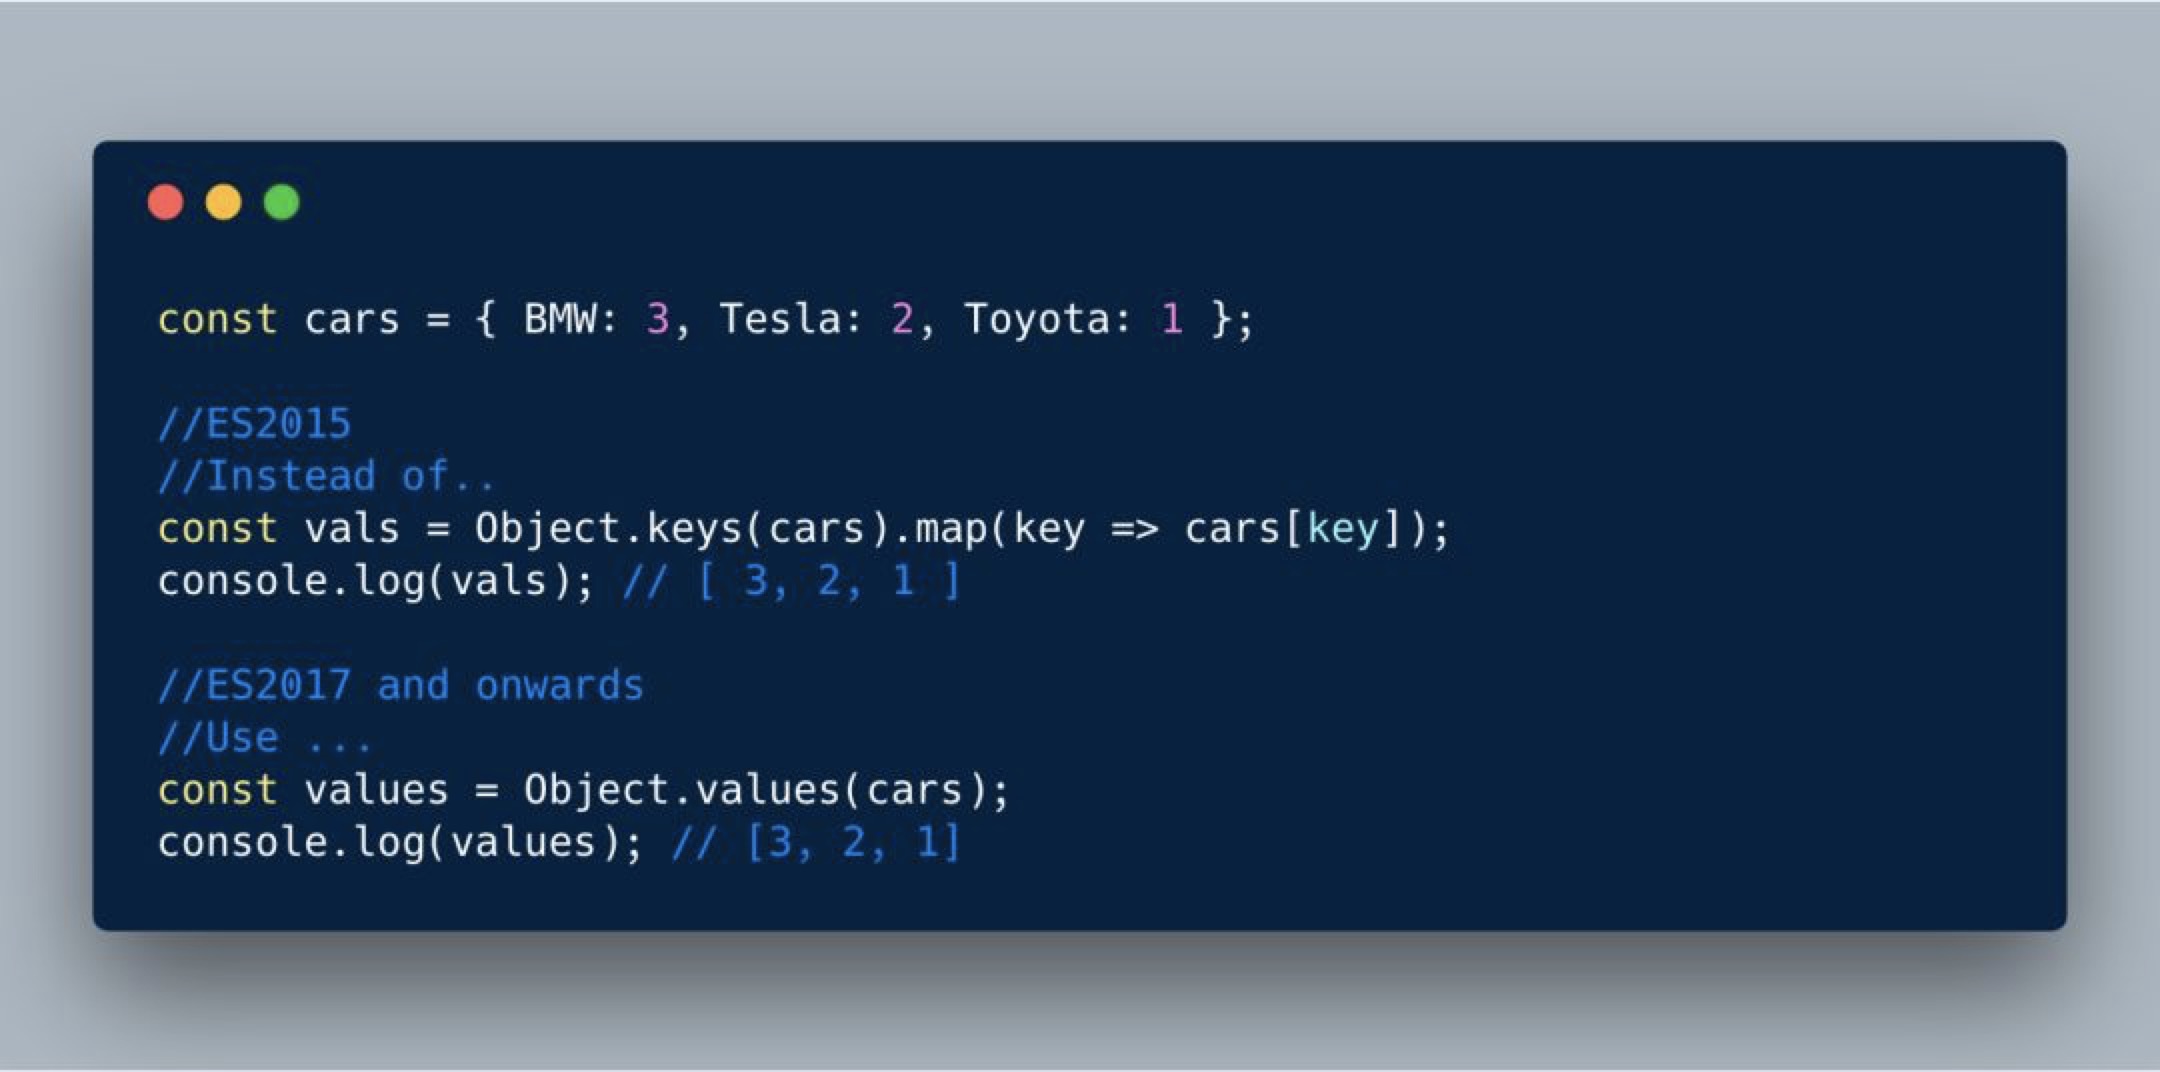 const cars = { BMW: 3, Tesla: 2, Toyota: 1 };
//ES2015
//Instead of..
const vals = Object.keys(cars).map(key => cars[key]);
console.log(vals); // [ 3, 2, 1 ]
//ES2017 and onwards
//Use ...
const values = Object.values(cars);
console.log(values); // [3, 2, 1]